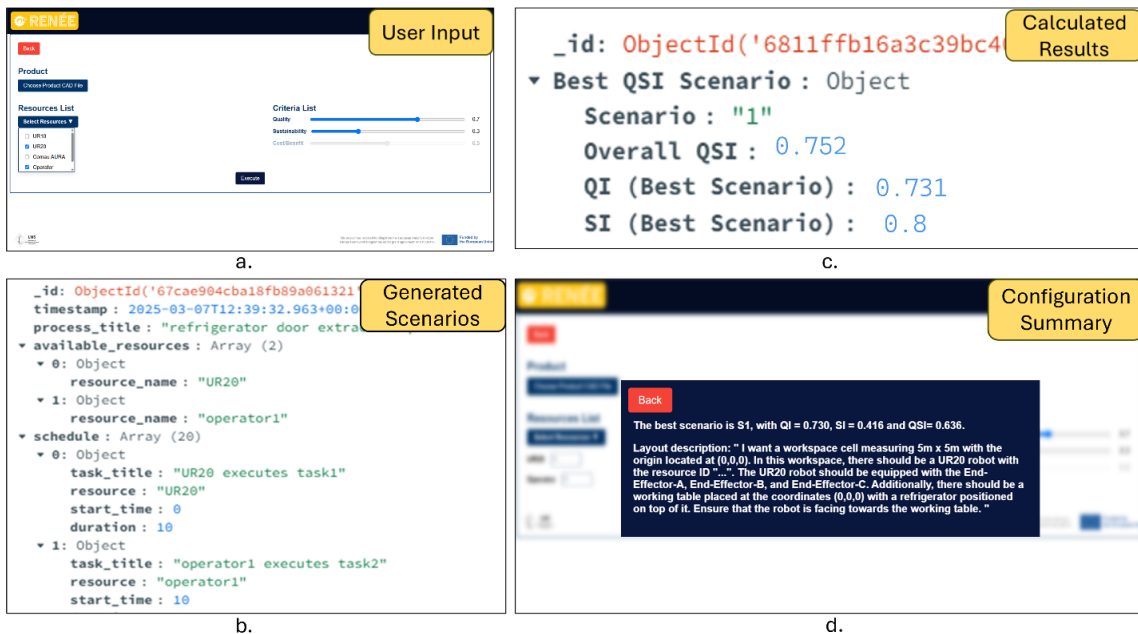 RENÉE
User Input
Back
Product
Choose Product CAD File
Resources List
Select Resources ▼
UR10
UR20
Comau AURA
Operator
Criteria List
Quality 0.7
Sustainability 0.3
Cost/Benefit 0.5
Execute
a.
Calculated Results
_id: ObjectId('6811ffb16a3c39bc4
Best QSI Scenario : Object
Scenario : "1"
Overall QSI : 0.752
QI (Best Scenario) : 0.731
SI (Best Scenario) : 0.8
c.
Generated Scenarios
_id: ObjectId('67cae904cba18fb89a061321'
timestamp : 2025-03-07T12:39:32.963+00:0
process_title : "refrigerator door extra
available_resources : Array (2)
0: Object
resource_name : "UR20"
1: Object
resource_name : "operator1"
schedule : Array (20)
0: Object
task_title : "UR20 executes task1"
resource : "UR20"
start_time : 0
duration : 10
1: Object
task_title : "operator1 executes task2"
resource : "operator1"
start_time : 10
b.
RENÉE
Configuration Summary
Back
Product
Choose Product CAD File
Resources List
Select Resources ▼
Back
The best scenario is S1, with QI = 0.730, SI = 0.416 and QSI= 0.636.
Layout description: " I want a workspace cell measuring 5m x 5m with the
origin located at (0,0,0). In this workspace, there should be a UR20 robot with
the resource ID "...". The UR20 robot should be equipped with the End-
Effector-A, End-Effector-B, and End-Effector-C. Additionally, there should be a
working table placed at the coordinates (0,0,0) with a refrigerator positioned
on top of it. Ensure that the robot is facing towards the working table. "
d.